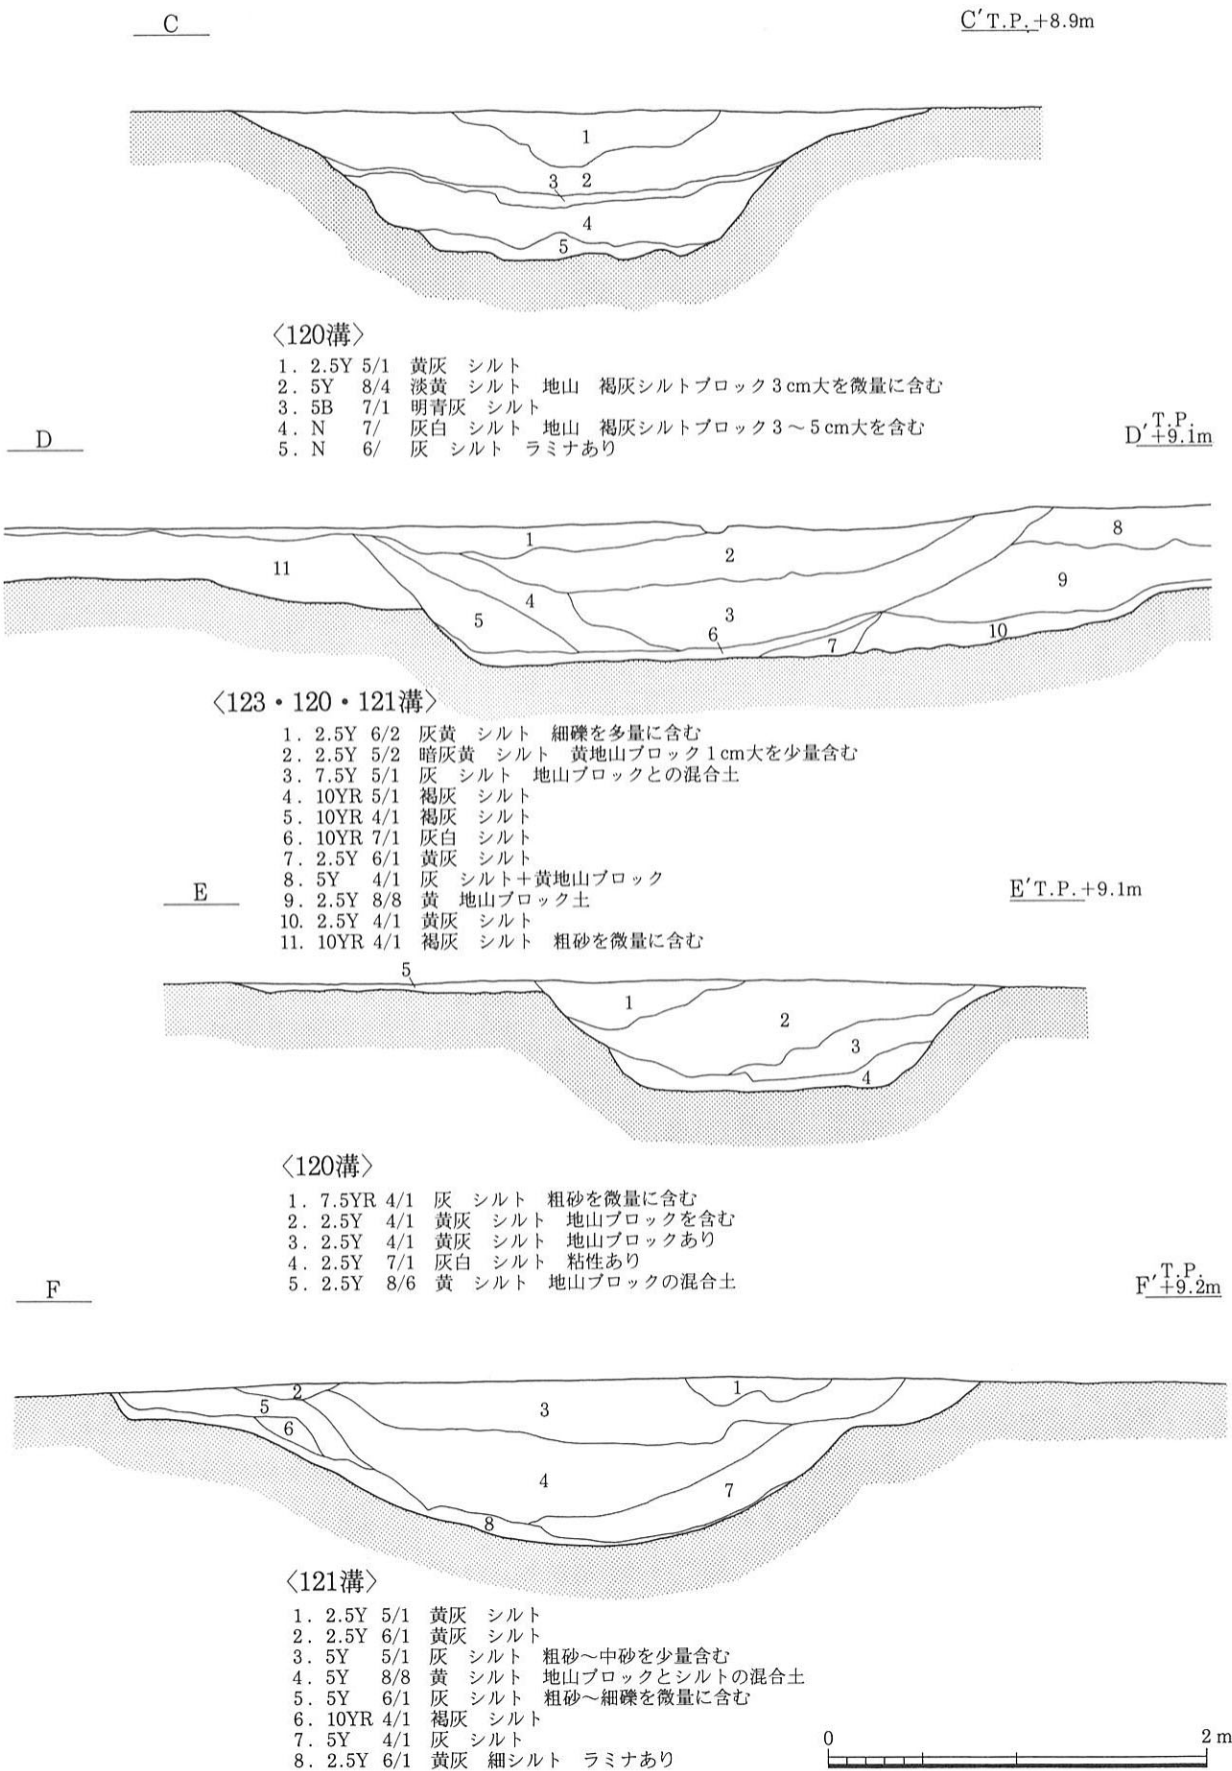 C
C′T.P.+8.9m
1
3 2
4
5
〈120溝〉
1. 2.5Y 5/1 黄灰 シルト
2. 5Y 8/4 淡黄 シルト 地山 褐灰シルトブロック3cm大を微量に含む
3. 5B 7/1 明青灰 シルト
4. N 7/ 灰白 シルト 地山 褐灰シルトブロック3～5cm大を含む
5. N 6/ 灰 シルト ラミナあり
D
D′T.P.+9.1m
1
2
8
11
9
4
3
5
6
7
10
〈123・120・121溝〉
1. 2.5Y 6/2 灰黄 シルト 細礫を多量に含む
2. 2.5Y 5/2 暗灰黄 シルト 黄地山ブロック1cm大を少量含む
3. 7.5Y 5/1 灰 シルト 地山ブロックとの混合土
4. 10YR 5/1 褐灰 シルト
5. 10YR 4/1 褐灰 シルト
6. 10YR 7/1 灰白 シルト
7. 2.5Y 6/1 黄灰 シルト
8. 5Y 4/1 灰 シルト＋黄地山ブロック
9. 2.5Y 8/8 黄 地山ブロック土
10. 2.5Y 4/1 黄灰 シルト
11. 10YR 4/1 褐灰 シルト 粗砂を微量に含む
E
E′T.P.+9.1m
5
1
2
3
4
〈120溝〉
1. 7.5YR 4/1 灰 シルト 粗砂を微量に含む
2. 2.5Y 4/1 黄灰 シルト 地山ブロックを含む
3. 2.5Y 4/1 黄灰 シルト 地山ブロックあり
4. 2.5Y 7/1 灰白 シルト 粘性あり
5. 2.5Y 8/6 黄 シルト 地山ブロックの混合土
F
F′T.P.+9.2m
2
1
5
3
6
4
7
8
〈121溝〉
1. 2.5Y 5/1 黄灰 シルト
2. 2.5Y 6/1 黄灰 シルト
3. 5Y 5/1 灰 シルト 粗砂～中砂を少量含む
4. 5Y 8/8 黄 シルト 地山ブロックとシルトの混合土
5. 5Y 6/1 灰 シルト 粗砂～細礫を微量に含む
6. 10YR 4/1 褐灰 シルト
7. 5Y 4/1 灰 シルト
8. 2.5Y 6/1 黄灰 細シルト ラミナあり
0 2m